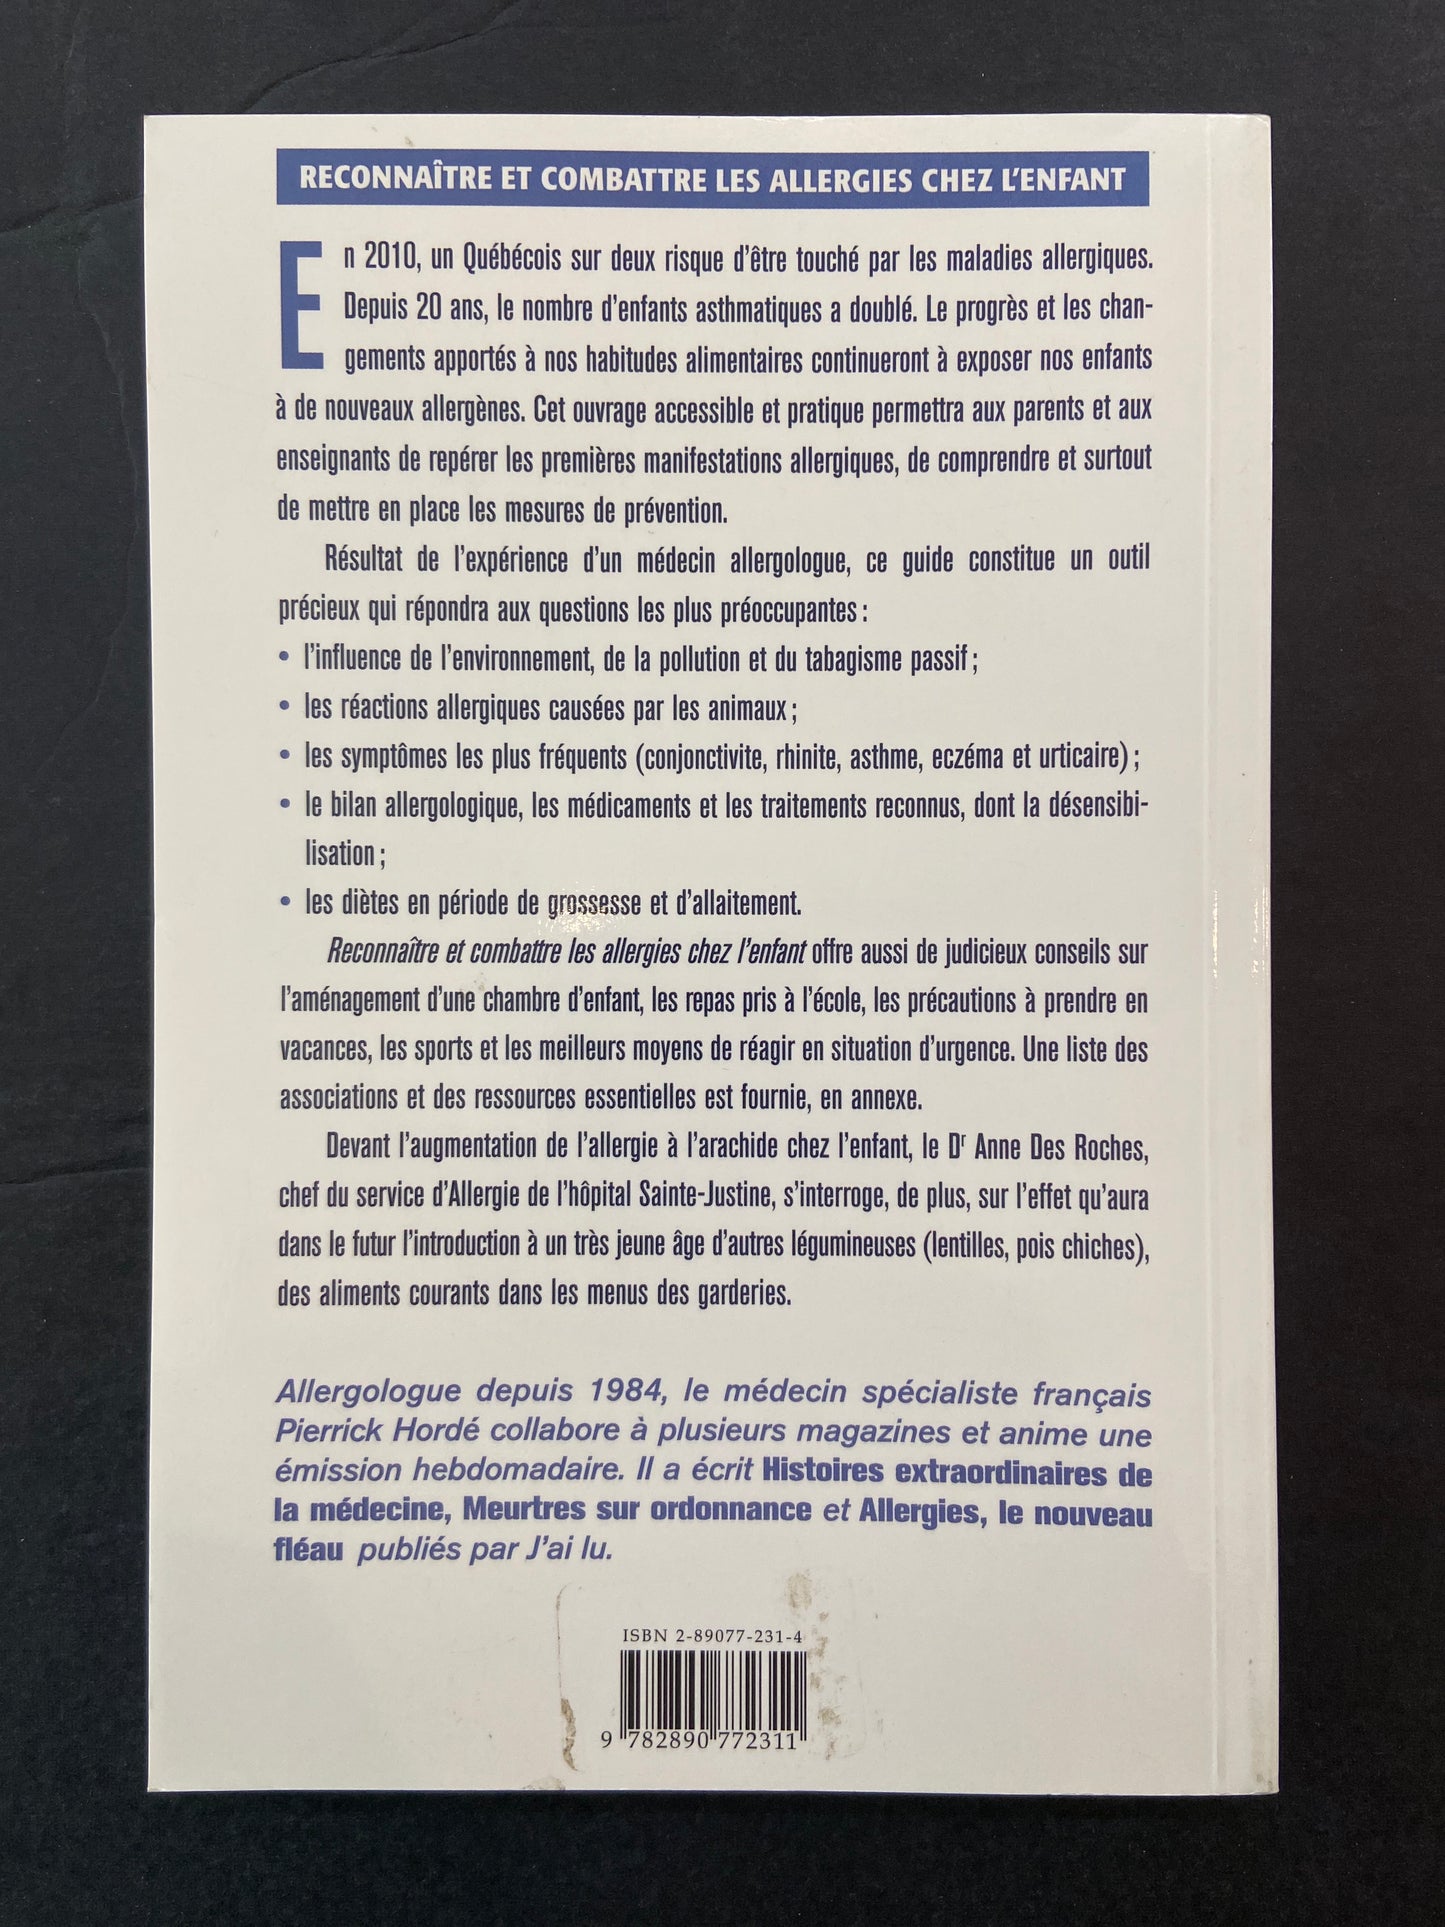 RECONNAÎTRE ET COMBATTRE LES ALLERGIES CHEZ L'ENFANT
En 2010, un Québécois sur deux risque d'être touché par les maladies allergiques.
Depuis 20 ans, le nombre d'enfants asthmatiques a doublé. Le progrès et les chan-
gements apportés à nos habitudes alimentaires continueront à exposer nos enfants
à de nouveaux allergènes. Cet ouvrage accessible et pratique permettra aux parents et aux
enseignants de repérer les premières manifestations allergiques, de comprendre et surtout
de mettre en place les mesures de prévention.
Résultat de l'expérience d'un médecin allergologue, ce guide constitue un outil
précieux qui répondra aux questions les plus préoccupantes :
• l'influence de l'environnement, de la pollution et du tabagisme passif ;
• les réactions allergiques causées par les animaux ;
• les symptômes les plus fréquents (conjonctivite, rhinite, asthme, eczéma et urticaire) ;
• le bilan allergologique, les médicaments et les traitements reconnus, dont la désensibi-
lisation ;
• les diètes en période de grossesse et d'allaitement.
Reconnaître et combattre les allergies chez l'enfant offre aussi de judicieux conseils sur
l'aménagement d'une chambre d'enfant, les repas pris à l'école, les précautions à prendre en
vacances, les sports et les meilleurs moyens de réagir en situation d'urgence. Une liste des
associations et des ressources essentielles est fournie, en annexe.
Devant l'augmentation de l'allergie à l'arachide chez l'enfant, le Dr Anne Des Roches,
chef du service d'Allergie de l'hôpital Sainte-Justine, s'interroge, de plus, sur l'effet qu'aura
dans le futur l'introduction à un très jeune âge d'autres légumineuses (lentilles, pois chiches),
des aliments courants dans les menus des garderies.
Allergologue depuis 1984, le médecin spécialiste français
Pierrick Hordé collabore à plusieurs magazines et anime une
émission hebdomadaire. Il a écrit Histoires extraordinaires de
la médecine, Meurtres sur ordonnance et Allergies, le nouveau
fléau publiés par J'ai lu.
ISBN 2-89077-231-4
9 782890 772311